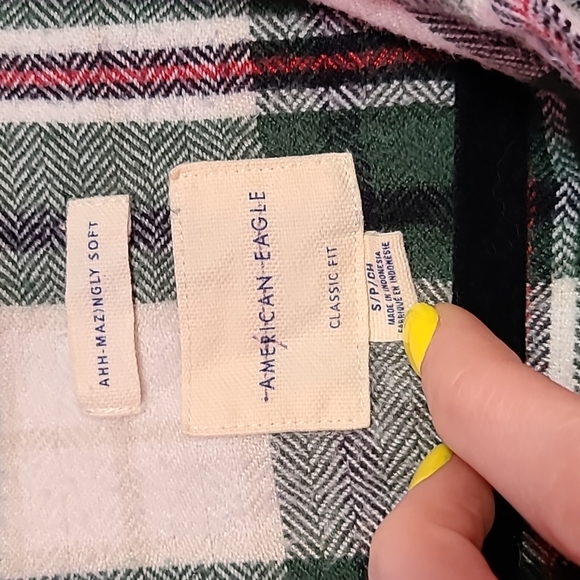 AHH-MAZINGLY SOFT
AMERICAN EAGLE
CLASSIC FIT
S/P/CH
MADE IN INDONESIA
FABRIQUÉ EN INDONÉSIE